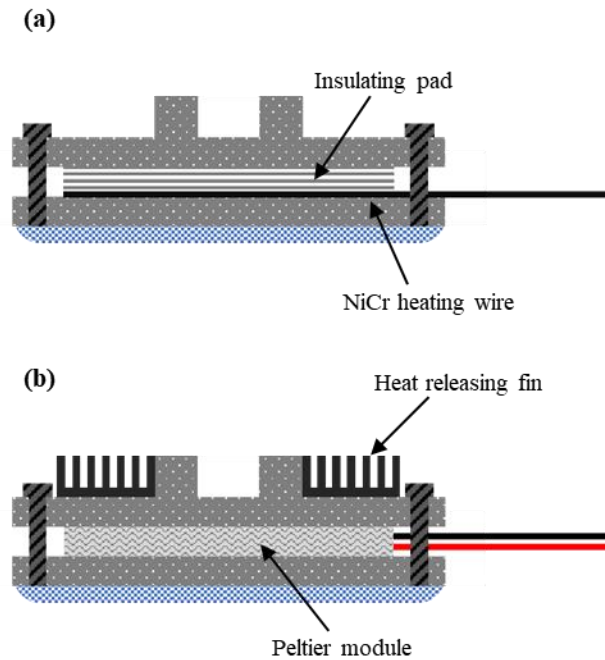 (a)
Insulating pad
NiCr heating wire
(b)
Heat releasing fin
Peltier module